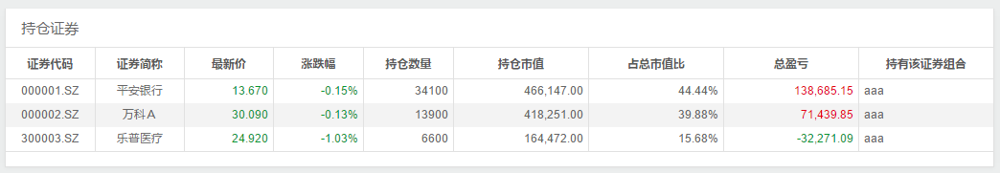 持仓证券
证券代码 证券简称 最新价 涨跌幅 持仓数量 持仓市值 占总市值比 总盈亏 持有该证券组合
000001.SZ 平安银行 13.670 -0.15% 34100 466,147.00 44.44% 138,685.15 aaa
000002.SZ 万科Ａ 30.090 -0.13% 13900 418,251.00 39.88% 71,439.85 aaa
300003.SZ 乐普医疗 24.920 -1.03% 6600 164,472.00 15.68% -32,271.09 aaa